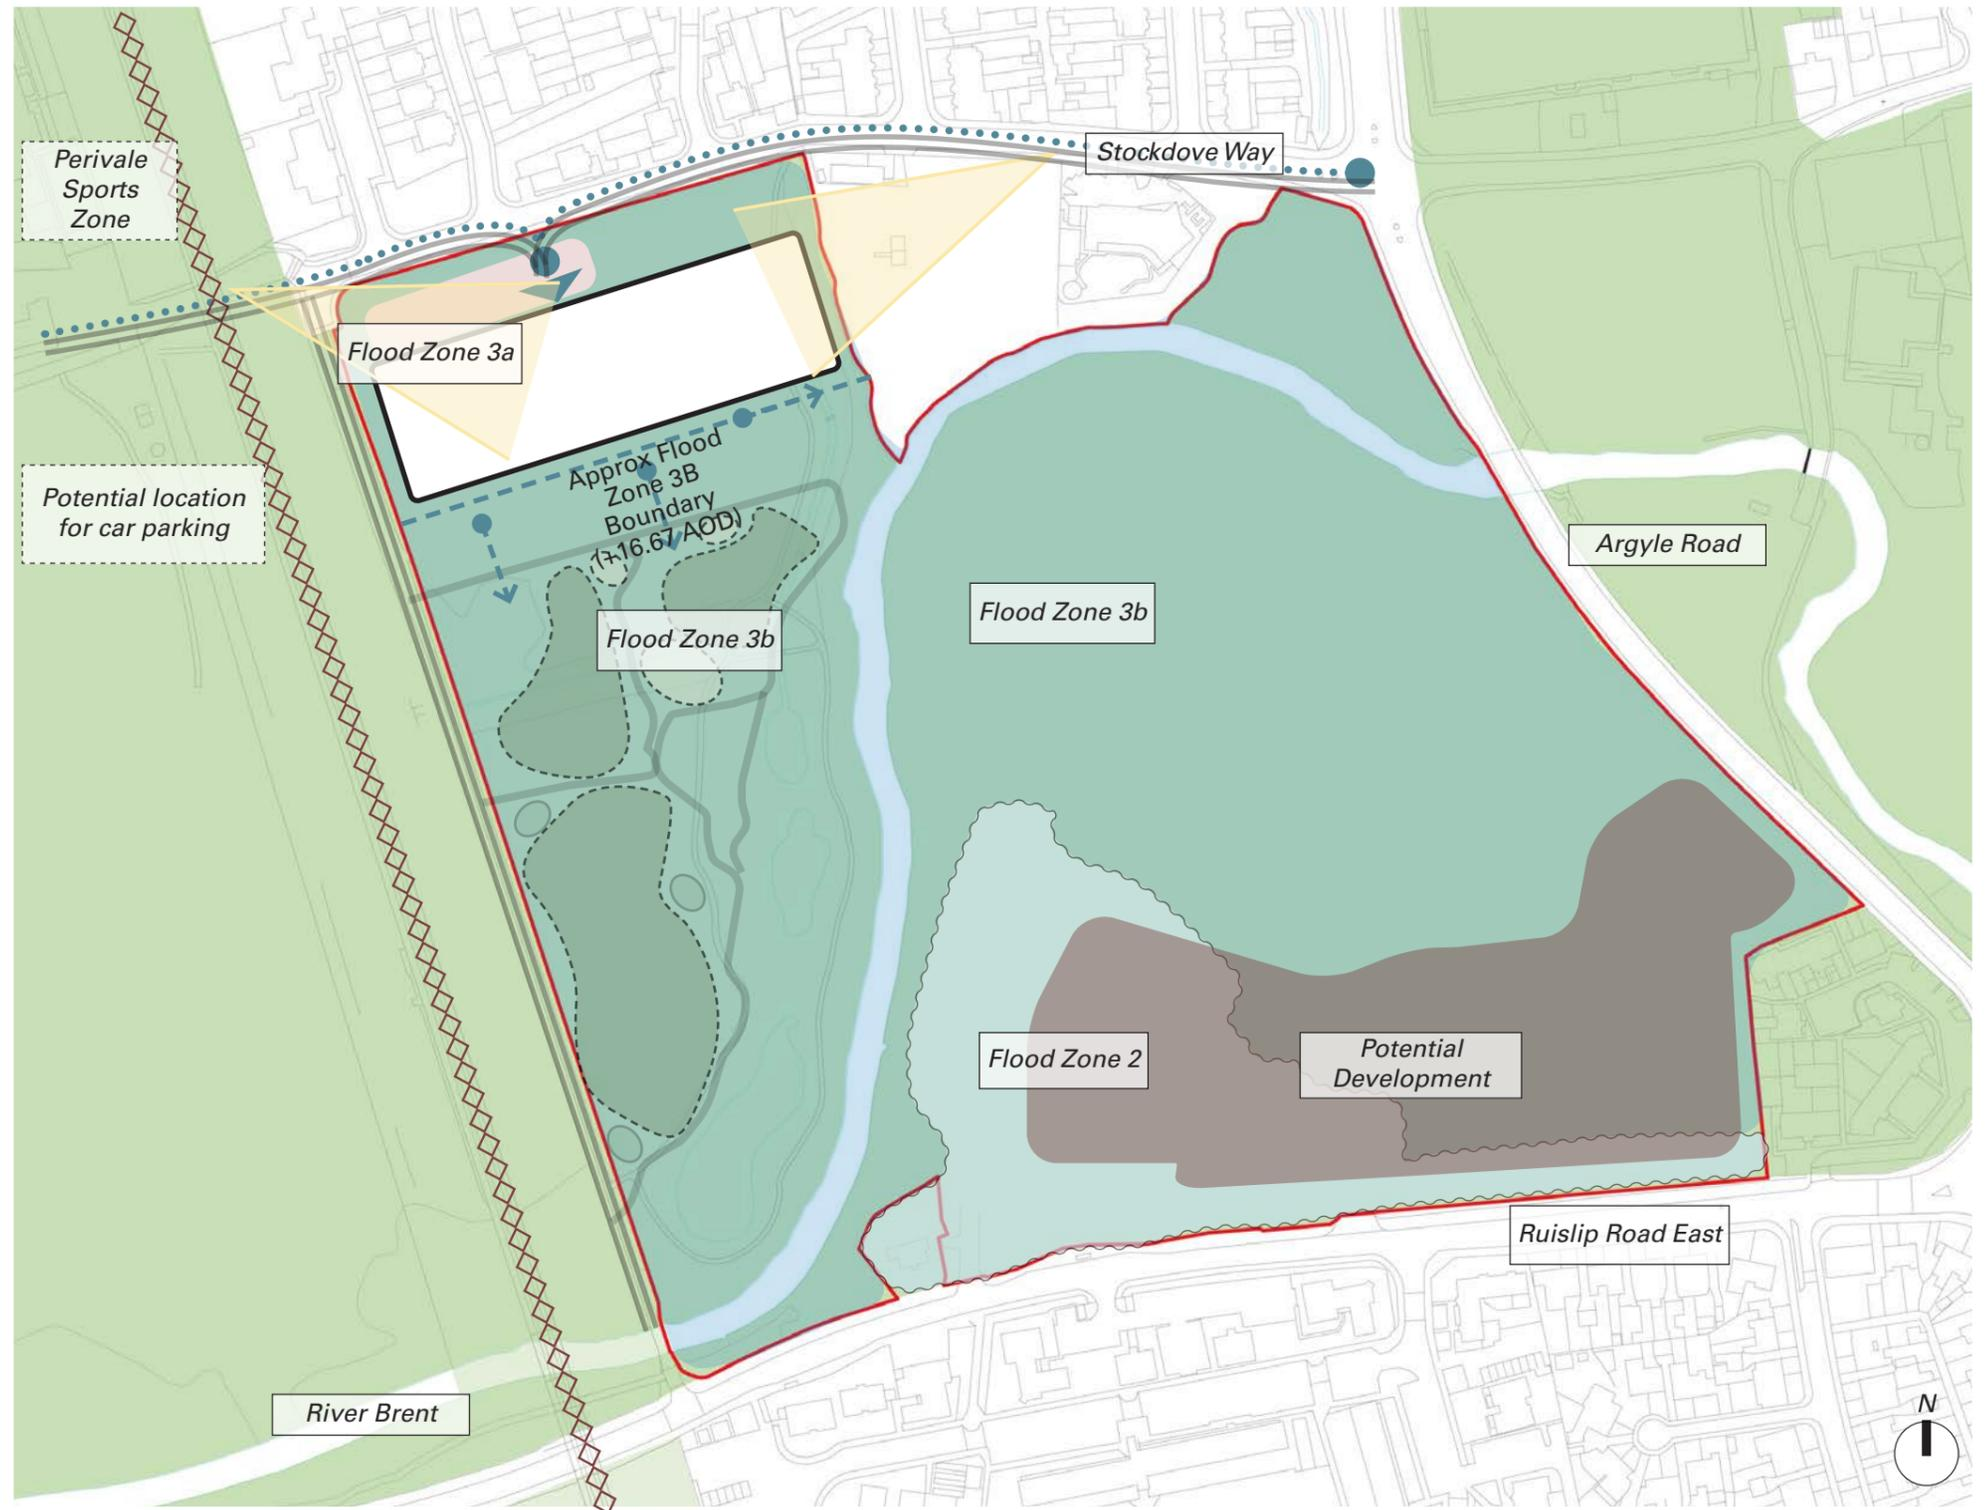 Stockdove Way
Perivale
Sports
Zone
Flood Zone 3a
Approx Flood
Zone 3B
Boundary
(+16.67 AOD)
Potential location
for car parking
Argyle Road
Flood Zone 3b
Flood Zone 3b
Flood Zone 2
Potential
Development
Ruislip Road East
River Brent
N